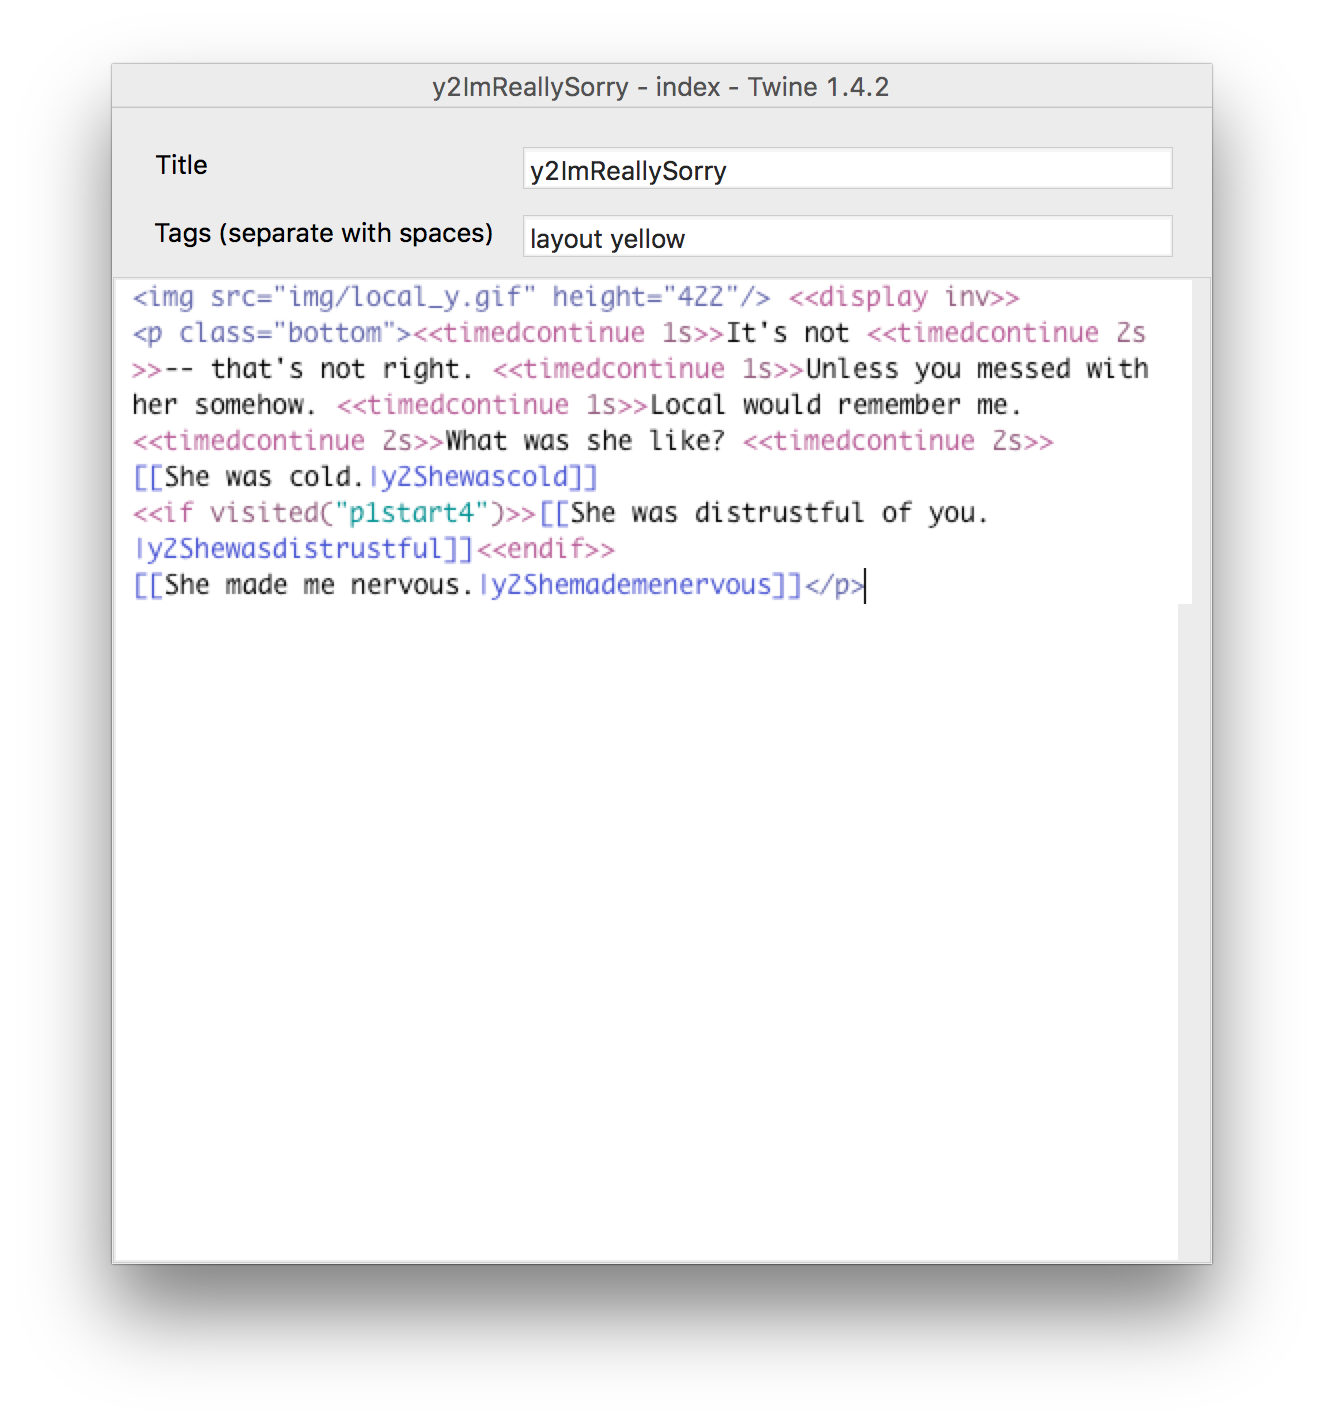 y2ImReallySorry - index - Twine 1.4.2
Title
y2ImReallySorry
Tags (separate with spaces)
layout yellow
<img src="img/local_y.gif" height="422"/> <<display inv>>
<p class="bottom"><<timedcontinue 1s>>It's not <<timedcontinue 2s
>>-- that's not right. <<timedcontinue 1s>>Unless you messed with
her somehow. <<timedcontinue 1s>>Local would remember me.
<<timedcontinue 2s>>What was she like? <<timedcontinue 2s>>
[[She was cold.|y2Shewascold]]
<<if visited("p1start4")>>[[She was distrustful of you.
|y2Shewasdistrustful]]<<endif>>
[[She made me nervous.|y2Shemademenervous]]</p>